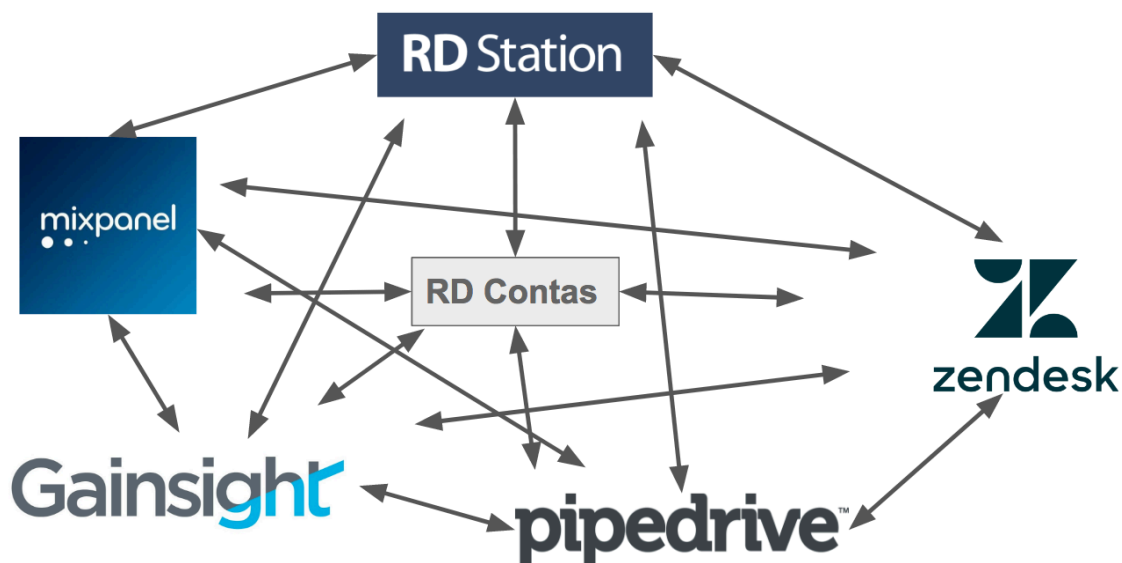 RD Station
mixpanel
RD Contas
zendesk
Gainsight
pipedrive™